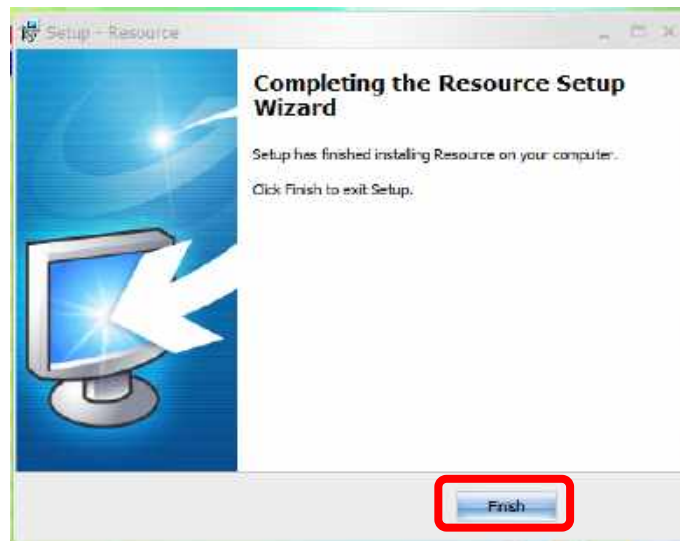 Setup - Resource
Completing the Resource Setup
Wizard
Setup has finished installing Resource on your computer.
Click Finish to exit Setup.
Finish